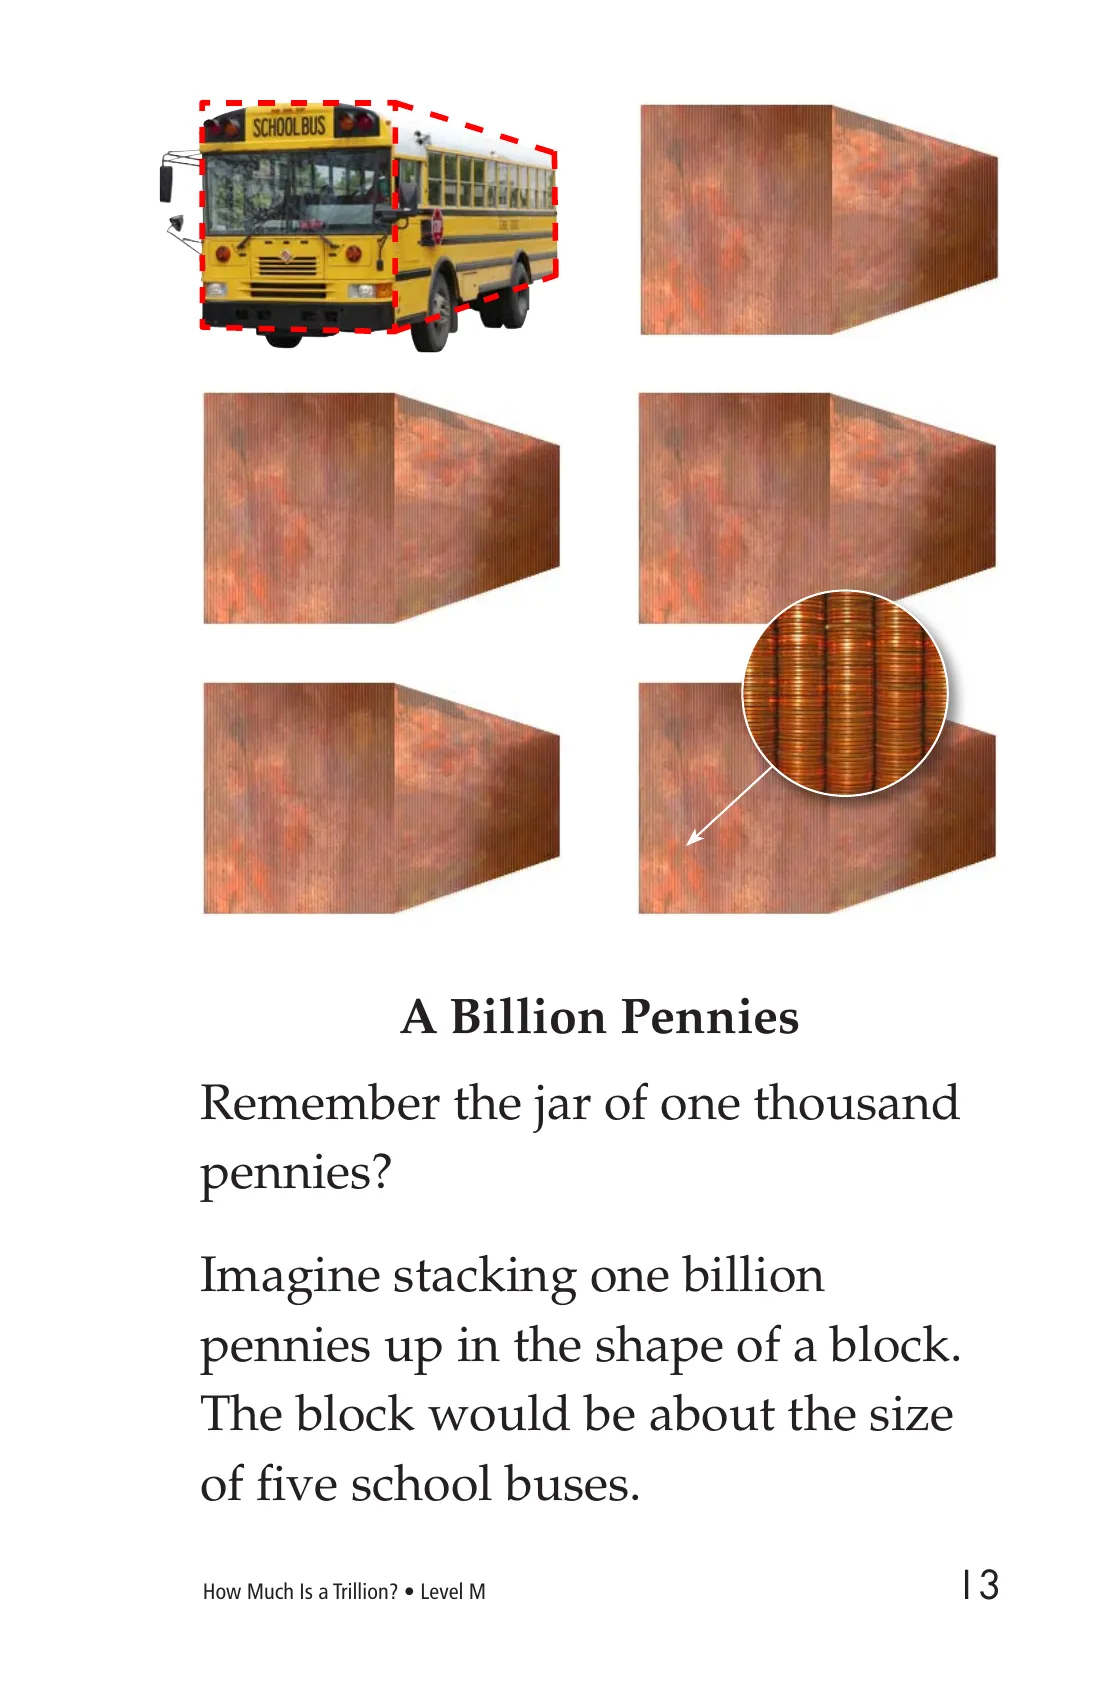 SCHOOL BUS
A Billion Pennies
Remember the jar of one thousand
pennies?
Imagine stacking one billion
pennies up in the shape of a block.
The block would be about the size
of five school buses.
How Much Is a Trillion? • Level M
13